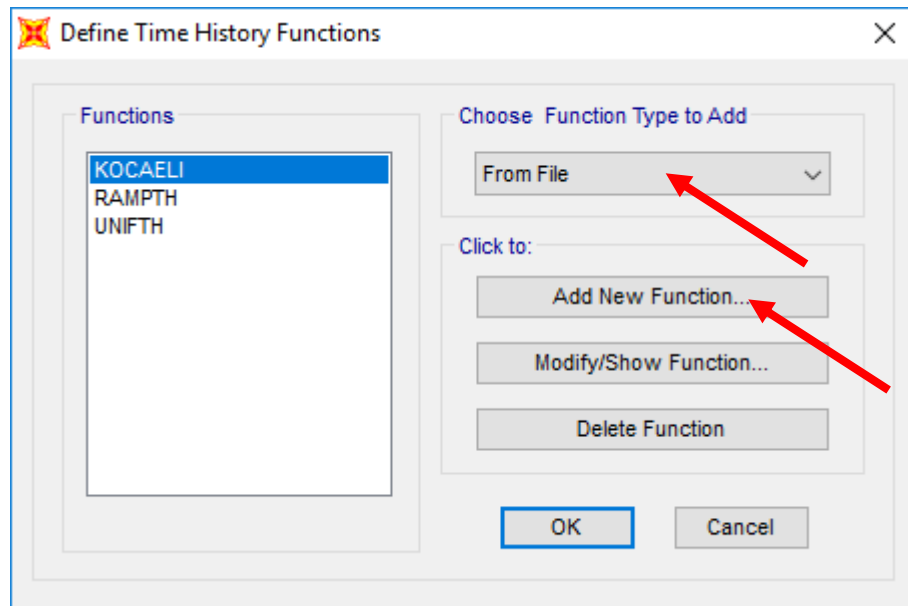 Define Time History Functions
Functions
KOCAELI
RAMPTH
UNIFTH
Choose Function Type to Add
From File
Click to:
Add New Function...
Modify/Show Function...
Delete Function
OK
Cancel